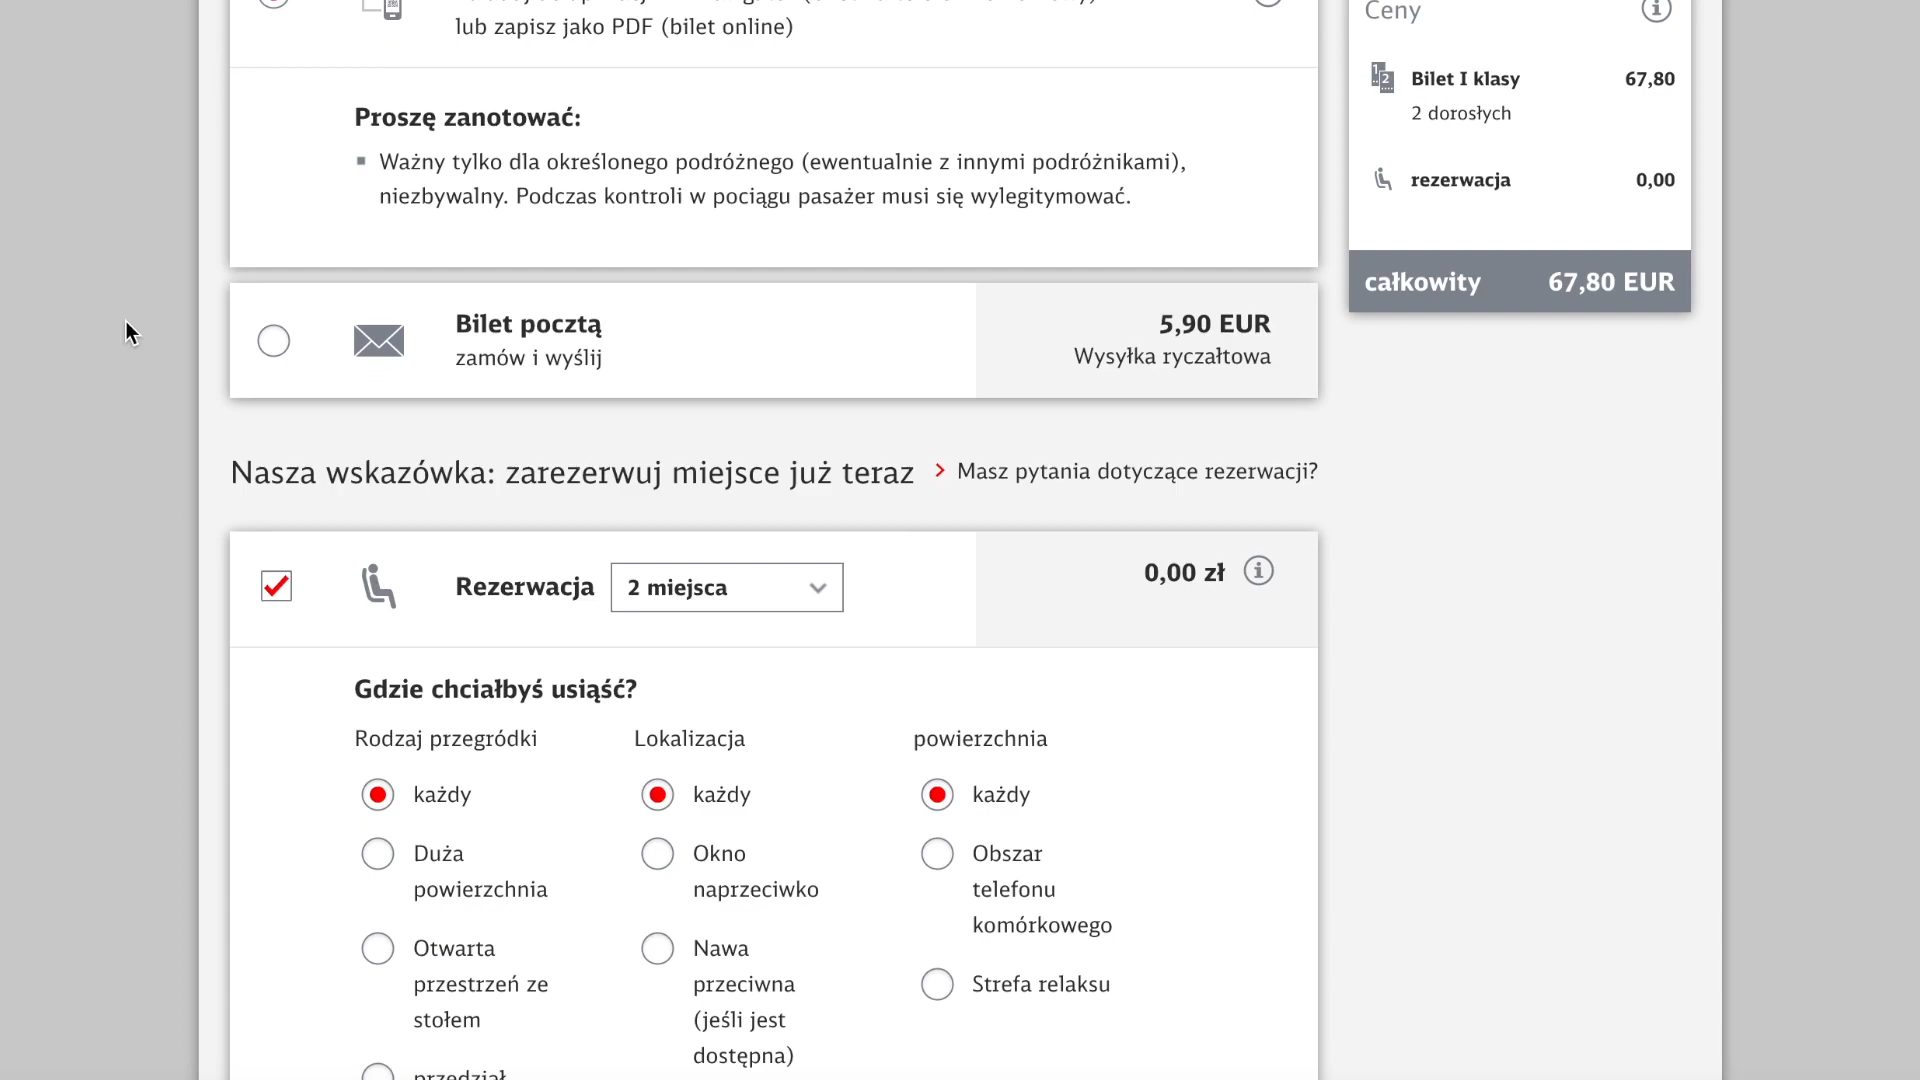 lub zapisz jako PDF (bilet online)
Proszę zanotować:
Ważny tylko dla określonego podróżnego (ewentualnie z innymi podróżnikami),
niezbywalny. Podczas kontroli w pociągu pasażer musi się wylegitymować.
Bilet pocztą
zamów i wyślij
5,90 EUR
Wysyłka ryczałtowa
Nasza wskazówka: zarezerwuj miejsce już teraz
Masz pytania dotyczące rezerwacji?
Rezerwacja
2 miejsca
0,00 zł
Gdzie chciałbyś usiąść?
Rodzaj przegródki
każdy
Duża
powierzchnia
Otwarta
przestrzeń ze
stołem
przedział
Lokalizacja
każdy
Okno
naprzeciwko
Nawa
przeciwna
(jeśli jest
dostępna)
powierzchnia
każdy
Obszar
telefonu
komórkowego
Strefa relaksu
Ceny
Bilet I klasy 67,80
2 dorosłych
rezerwacja 0,00
całkowity 67,80 EUR